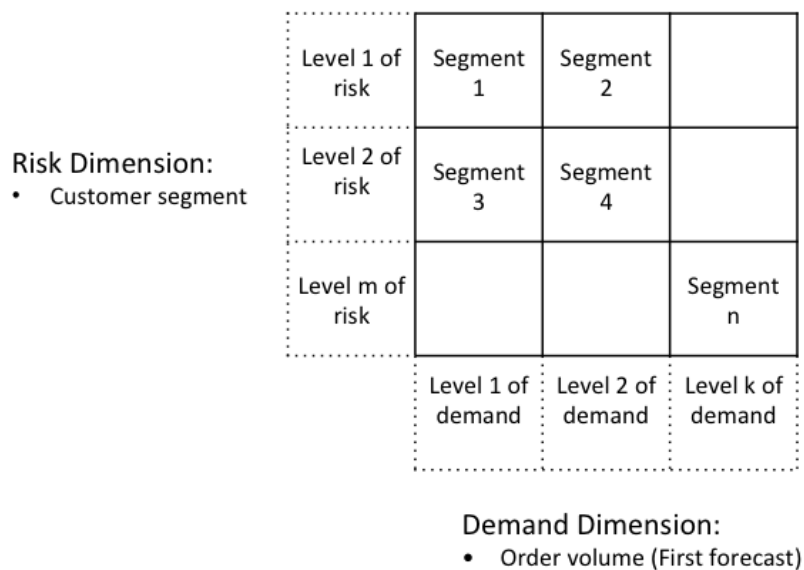 Level 1 of
risk
Segment
1
Segment
2
Risk Dimension:
• Customer segment
Level 2 of
risk
Segment
3
Segment
4
Level m of
risk
Segment
n
Level 1 of
demand
Level 2 of
demand
Level k of
demand
Demand Dimension:
• Order volume (First forecast)